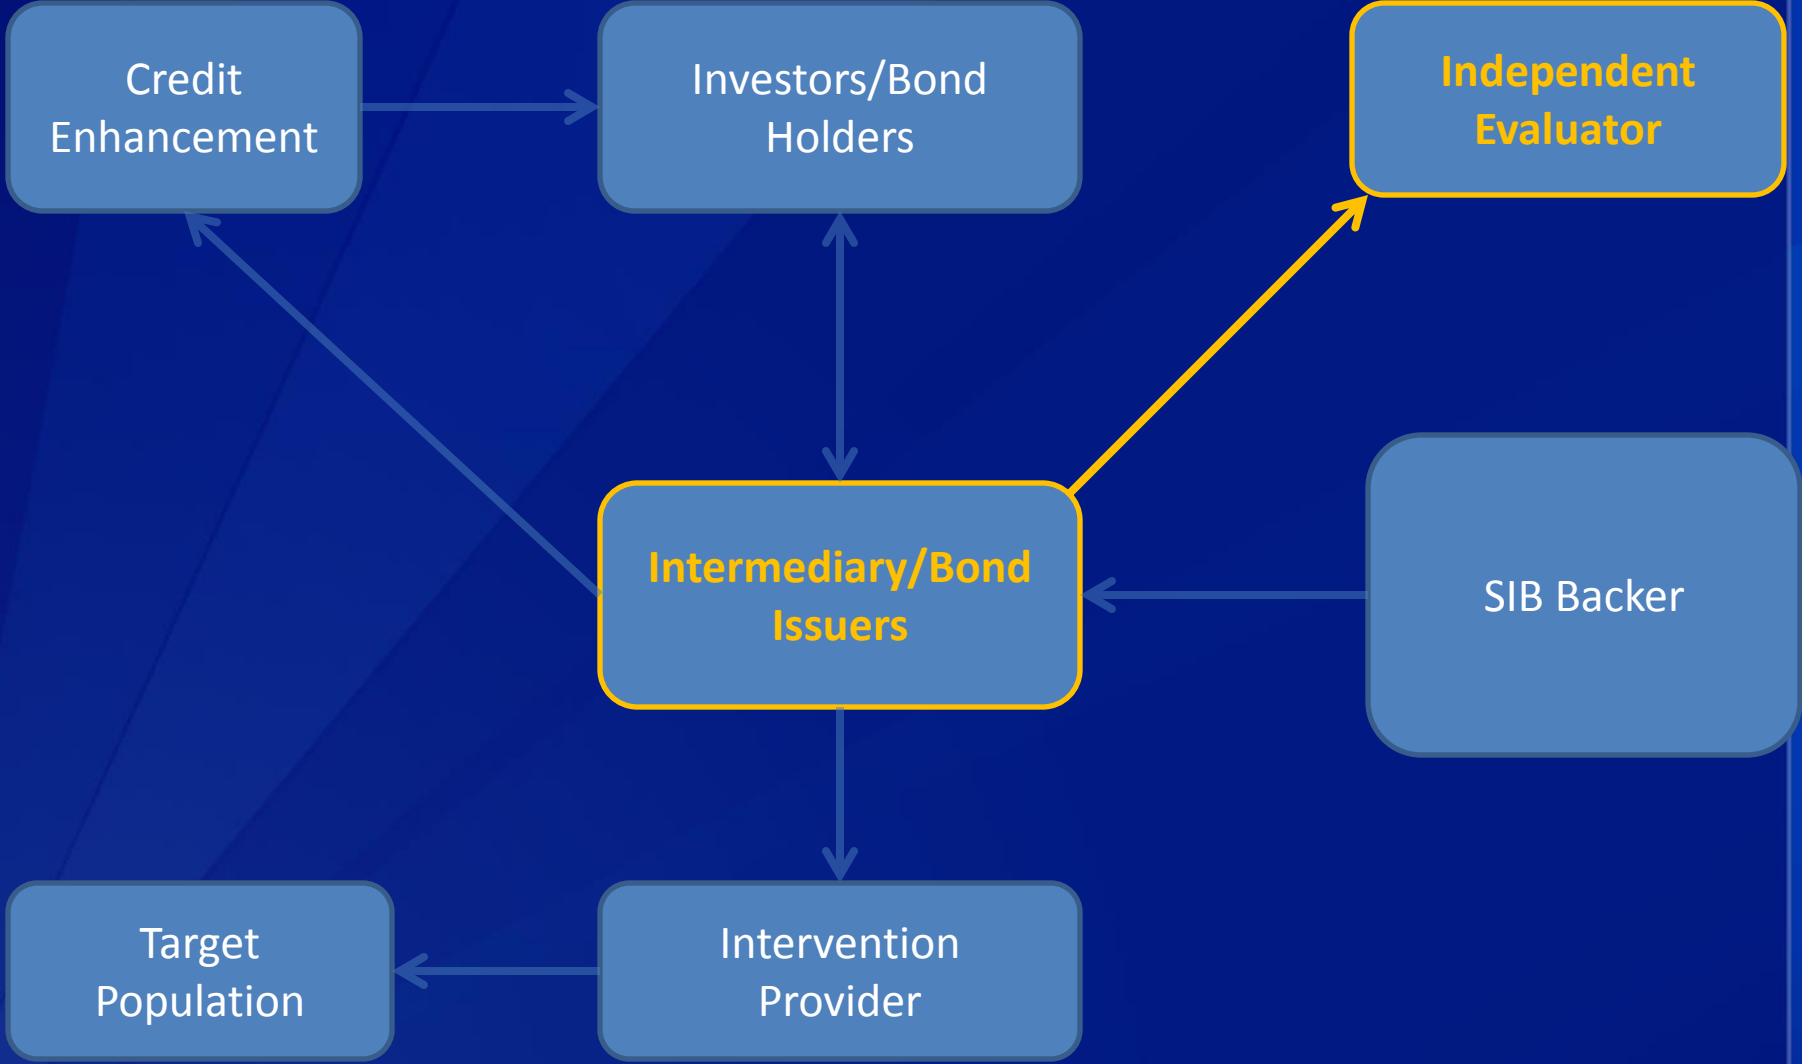 Credit
Enhancement
Investors/Bond
Holders
Independent
Evaluator
Intermediary/Bond
Issuers
SIB Backer
Target
Population
Intervention
Provider